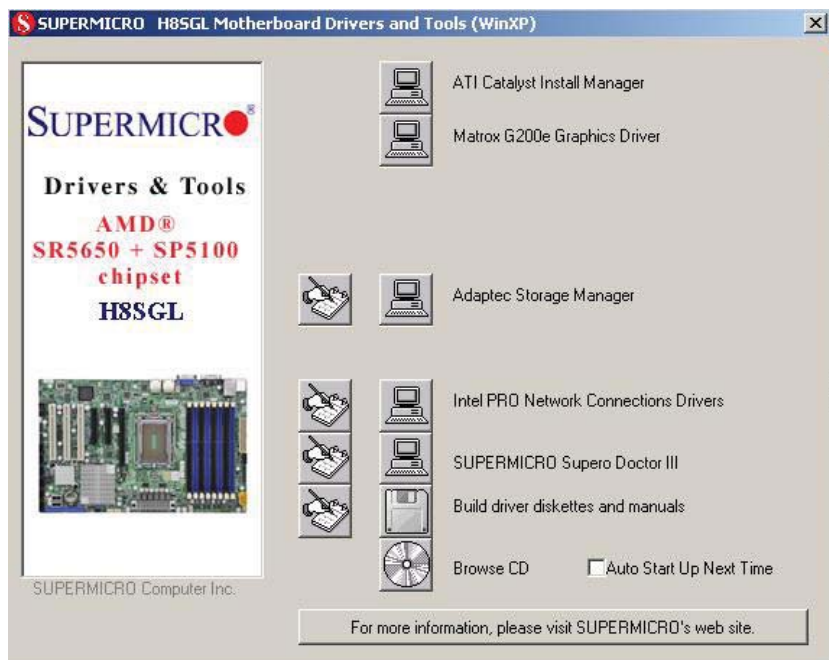 SUPERMICRO H8SGL Motherboard Drivers and Tools (WinXP)
SUPERMICRO®
Drivers & Tools
AMD®
SR5650 + SP5100
chipset
H8SGL
SUPERMICRO Computer Inc.
ATI Catalyst Install Manager
Matrox G200e Graphics Driver
Adaptec Storage Manager
Intel PRO Network Connections Drivers
SUPERMICRO Supero Doctor III
Build driver diskettes and manuals
Browse CD
Auto Start Up Next Time
For more information, please visit SUPERMICRO's web site.